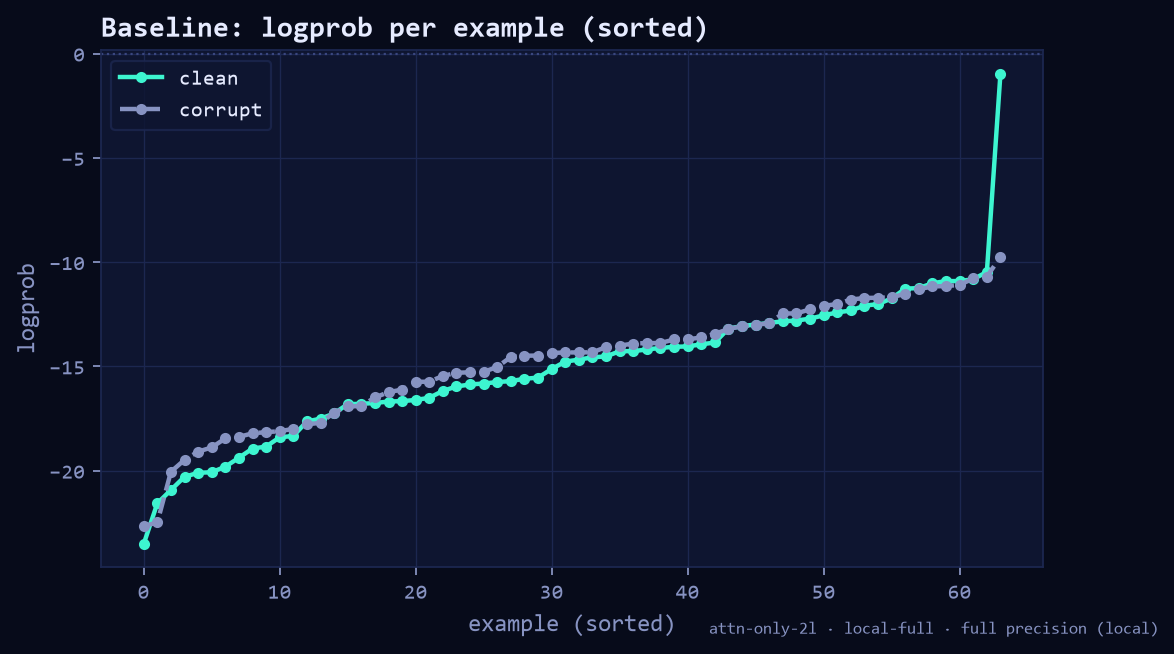 Baseline: logprob per example (sorted)
clean
corrupt
0
−5
−10
−15
−20
logprob
0 10 20 30 40 50 60
example (sorted)
attn-only-2l · local-full · full precision (local)